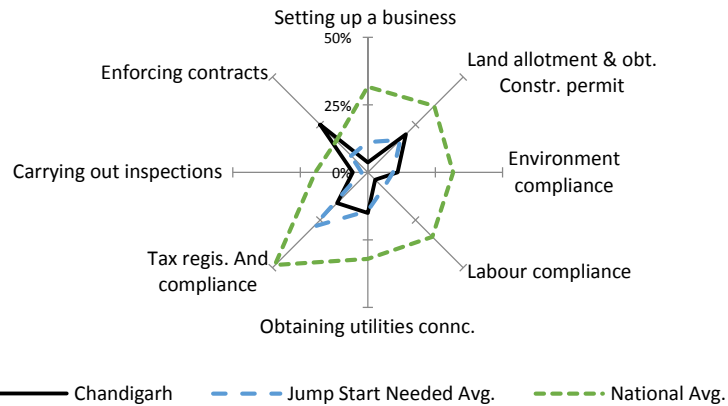 Setting up a business
50%
Land allotment & obt.
Constr. permit
Enforcing contracts
25%
Carrying out inspections
0%
Environment
compliance
Tax regis. And
compliance
Labour compliance
Obtaining utilities connc.
Chandigarh
Jump Start Needed Avg.
National Avg.